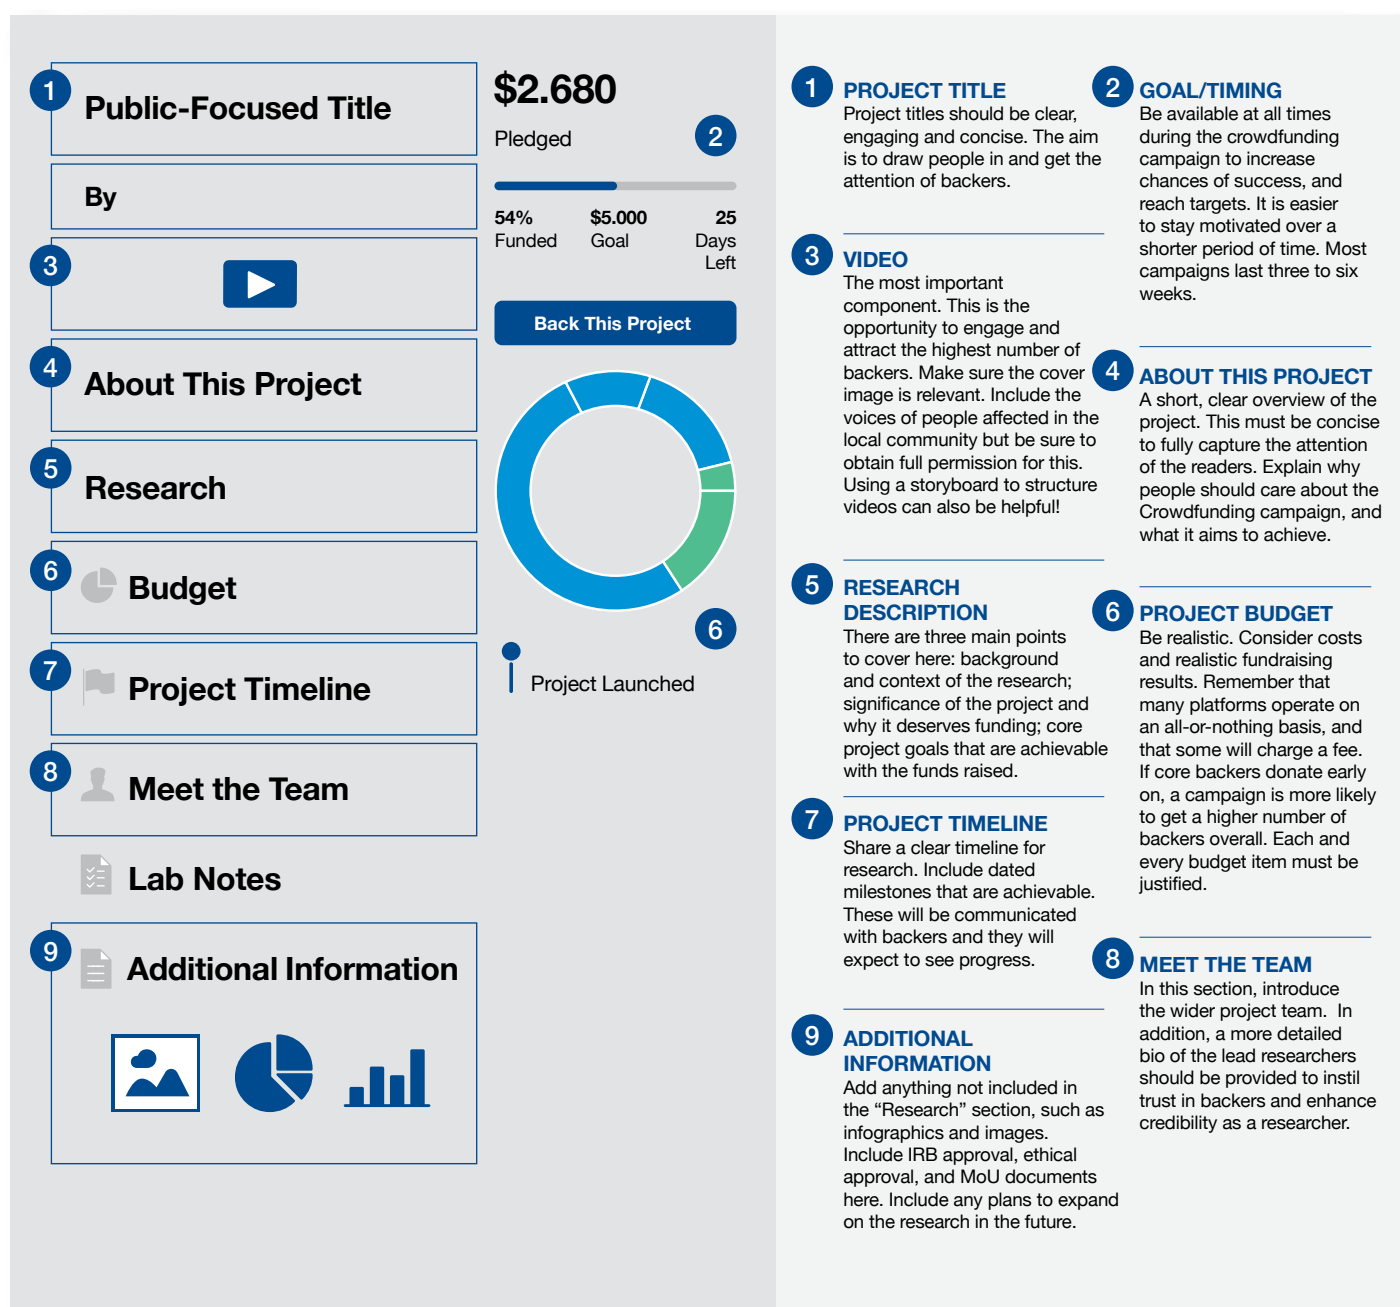 1
Public-Focused Title
By
3
4
About This Project
5
Research
6
Budget
7
Project Timeline
8
Meet the Team
Lab Notes
9
Additional Information
$2.680
Pledged
2
54%
Funded
$5.000
Goal
25
Days
Left
Back This Project
6
Project Launched
1
PROJECT TITLE
Project titles should be clear,
engaging and concise. The aim
is to draw people in and get the
attention of backers.
2
GOAL/TIMING
Be available at all times
during the crowdfunding
campaign to increase
chances of success, and
reach targets. It is easier
to stay motivated over a
shorter period of time. Most
campaigns last three to six
weeks.
3
VIDEO
The most important
component. This is the
opportunity to engage and
attract the highest number of
backers. Make sure the cover
image is relevant. Include the
voices of people affected in the
local community but be sure to
obtain full permission for this.
Using a storyboard to structure
videos can also be helpful!
4
ABOUT THIS PROJECT
A short, clear overview of the
project. This must be concise
to fully capture the attention
of the readers. Explain why
people should care about the
Crowdfunding campaign, and
what it aims to achieve.
5
RESEARCH
DESCRIPTION
There are three main points
to cover here: background
and context of the research;
significance of the project and
why it deserves funding; core
project goals that are achievable
with the funds raised.
6
PROJECT BUDGET
Be realistic. Consider costs
and realistic fundraising
results. Remember that
many platforms operate on
an all-or-nothing basis, and
that some will charge a fee.
If core backers donate early
on, a campaign is more likely
to get a higher number of
backers overall. Each and
every budget item must be
justified.
7
PROJECT TIMELINE
Share a clear timeline for
research. Include dated
milestones that are achievable.
These will be communicated
with backers and they will
expect to see progress.
8
MEET THE TEAM
In this section, introduce
the wider project team.  In
addition, a more detailed
bio of the lead researchers
should be provided to instil
trust in backers and enhance
credibility as a researcher.
9
ADDITIONAL
INFORMATION
Add anything not included in
the “Research” section, such as
infographics and images.
Include IRB approval, ethical
approval, and MoU documents
here. Include any plans to expand
on the research in the future.